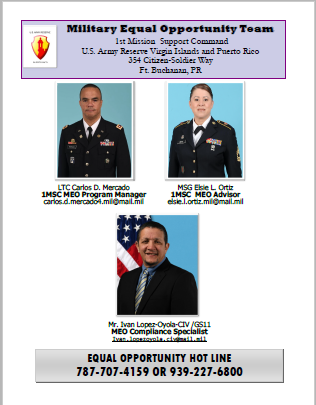 Military Equal Opportunity Team
1st Mission Support Command
U.S. Army Reserve Virgin Islands and Puerto Rico
354 Citizen-Soldier Way
Ft. Buchanan, PR
LTC Carlos D. Mercado
1MSC MEO Program Manager
carlos.d.mercado4.mil@mail.mil
MSG Elsie L. Ortiz
1MSC MEO Advisor
elsie.l.ortiz.mil@mail.mil
Mr. Ivan Lopez-Oyola-CIV /GS11
MEO Compliance Specialist
Ivan.lopezoyola.civ@mail.mil
EQUAL OPPORTUNITY HOT LINE
787-707-4159 OR 939-227-6800